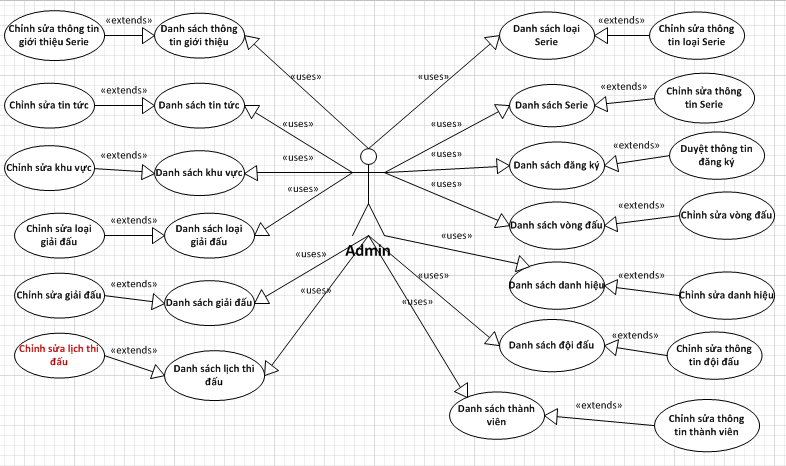 Chỉnh sửa thông tin
giới thiệu Serie
«extends»
Danh sách thông
tin giới thiệu
«uses»
Danh sách loại
Serie
«extends»
Chỉnh sửa thông
tin loại Serie
«uses»
Chỉnh sửa tin tức
«extends»
Danh sách tin tức
«uses»
Danh sách Serie
«extends»
Chỉnh sửa thông
tin Serie
«uses»
Chỉnh sửa khu vực
«extends»
Danh sách khu vực
«uses»
Danh sách đăng ký
«extends»
Duyệt thông tin
đăng ký
«uses»
Chỉnh sửa loại
giải đấu
«extends»
Danh sách loại
giải đấu
«uses»
Danh sách vòng đấu
«extends»
Chỉnh sửa vòng đấu
«uses»
Admin
Chỉnh sửa giải đấu
«extends»
Danh sách giải đấu
«uses»
Danh sách danh hiệu
«extends»
Chỉnh sửa danh hiệu
«uses»
Chỉnh sửa lịch thi
đấu
«extends»
Danh sách lịch thi
đấu
«uses»
Danh sách đội đấu
«extends»
Chỉnh sửa thông
tin đội đấu
«uses»
Danh sách thành
viên
«extends»
Chỉnh sửa thông
tin thành viên
«uses»